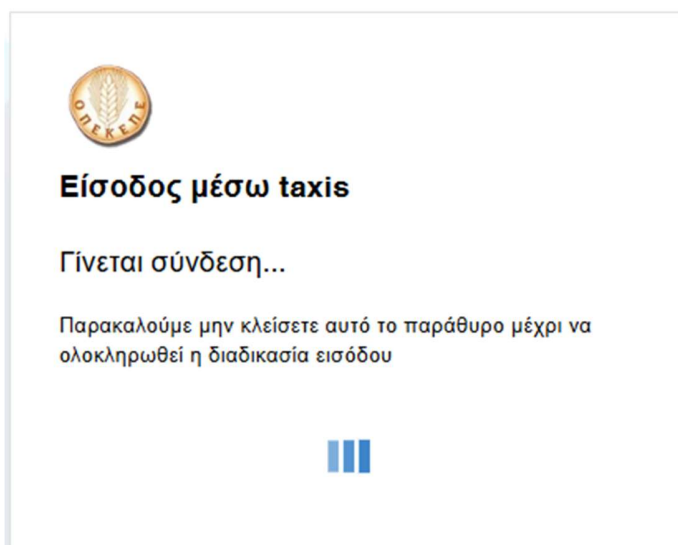 ΟΠΕΚΕΠΕ
Είσοδος μέσω taxis
Γίνεται σύνδεση...
Παρακαλούμε μην κλείσετε αυτό το παράθυρο μέχρι να
ολοκληρωθεί η διαδικασία εισόδου